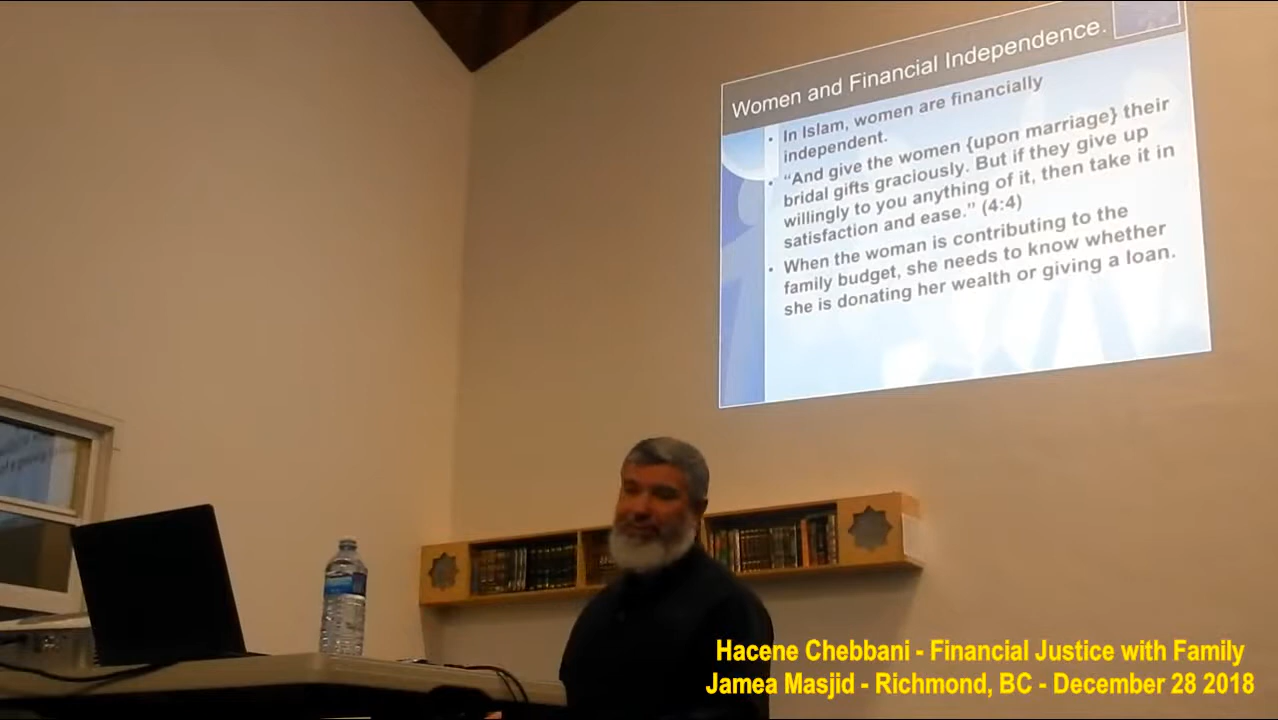 Women and Financial Independence.
• In Islam, women are financially
independent.
• “And give the women {upon marriage} their
bridal gifts graciously. But if they give up
willingly to you anything of it, then take it in
satisfaction and ease.” (4:4)
• When the woman is contributing to the
family budget, she needs to know whether
she is donating her wealth or giving a loan.
Hacene Chebbani - Financial Justice with Family
Jamea Masjid - Richmond, BC - December 28 2018